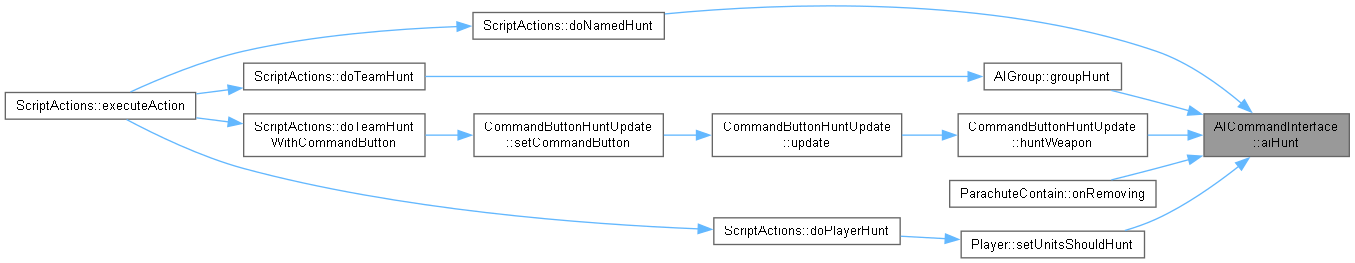 ScriptActions::doNamedHunt
ScriptActions::doTeamHunt
AIGroup::groupHunt
ScriptActions::executeAction
ScriptActions::doTeamHunt
WithCommandButton
CommandButtonHuntUpdate
::setCommandButton
CommandButtonHuntUpdate
::update
CommandButtonHuntUpdate
::huntWeapon
AICommandInterface
::aiHunt
ParachuteContain::onRemoving
ScriptActions::doPlayerHunt
Player::setUnitsShouldHunt